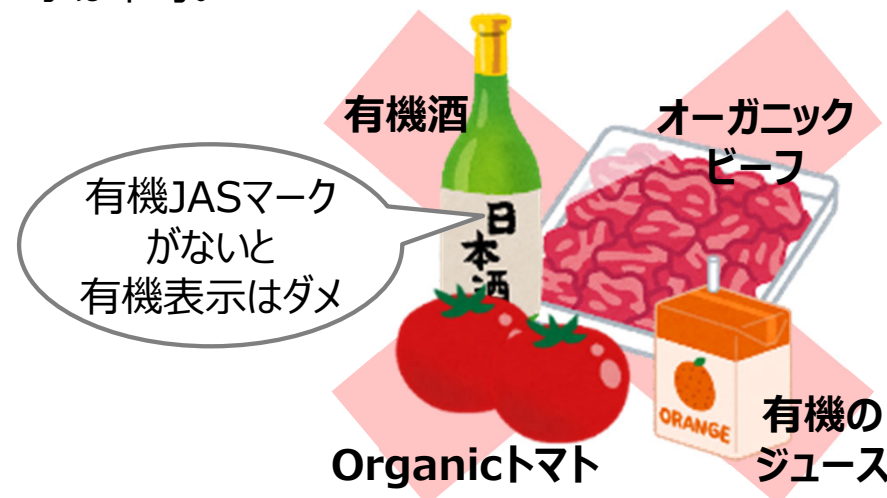 有機酒
オーガニック
ビーフ
有機JASマーク
がないと
有機表示はダメ
日本酒
ORANGE
有機の
ジュース
Organicトマト